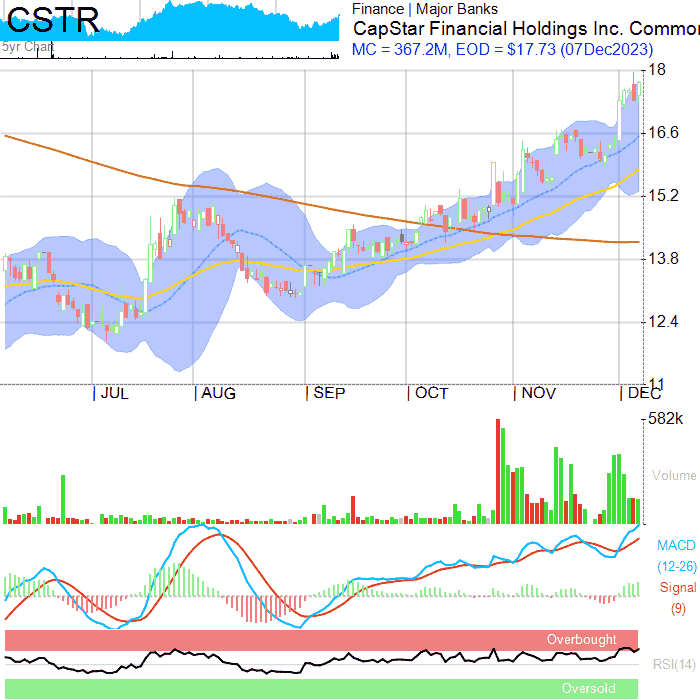 CSTR
5yr Chart
Finance | Major Banks
CapStar Financial Holdings Inc. Common
MC = 367.2M, EOD = $17.73 (07Dec2023)
18
16.6
15.2
13.8
12.4
11
JUL
AUG
SEP
OCT
NOV
DEC
582k
Volume
MACD
(12-26)
Signal
(9)
Overbought
RSI(14)
Oversold